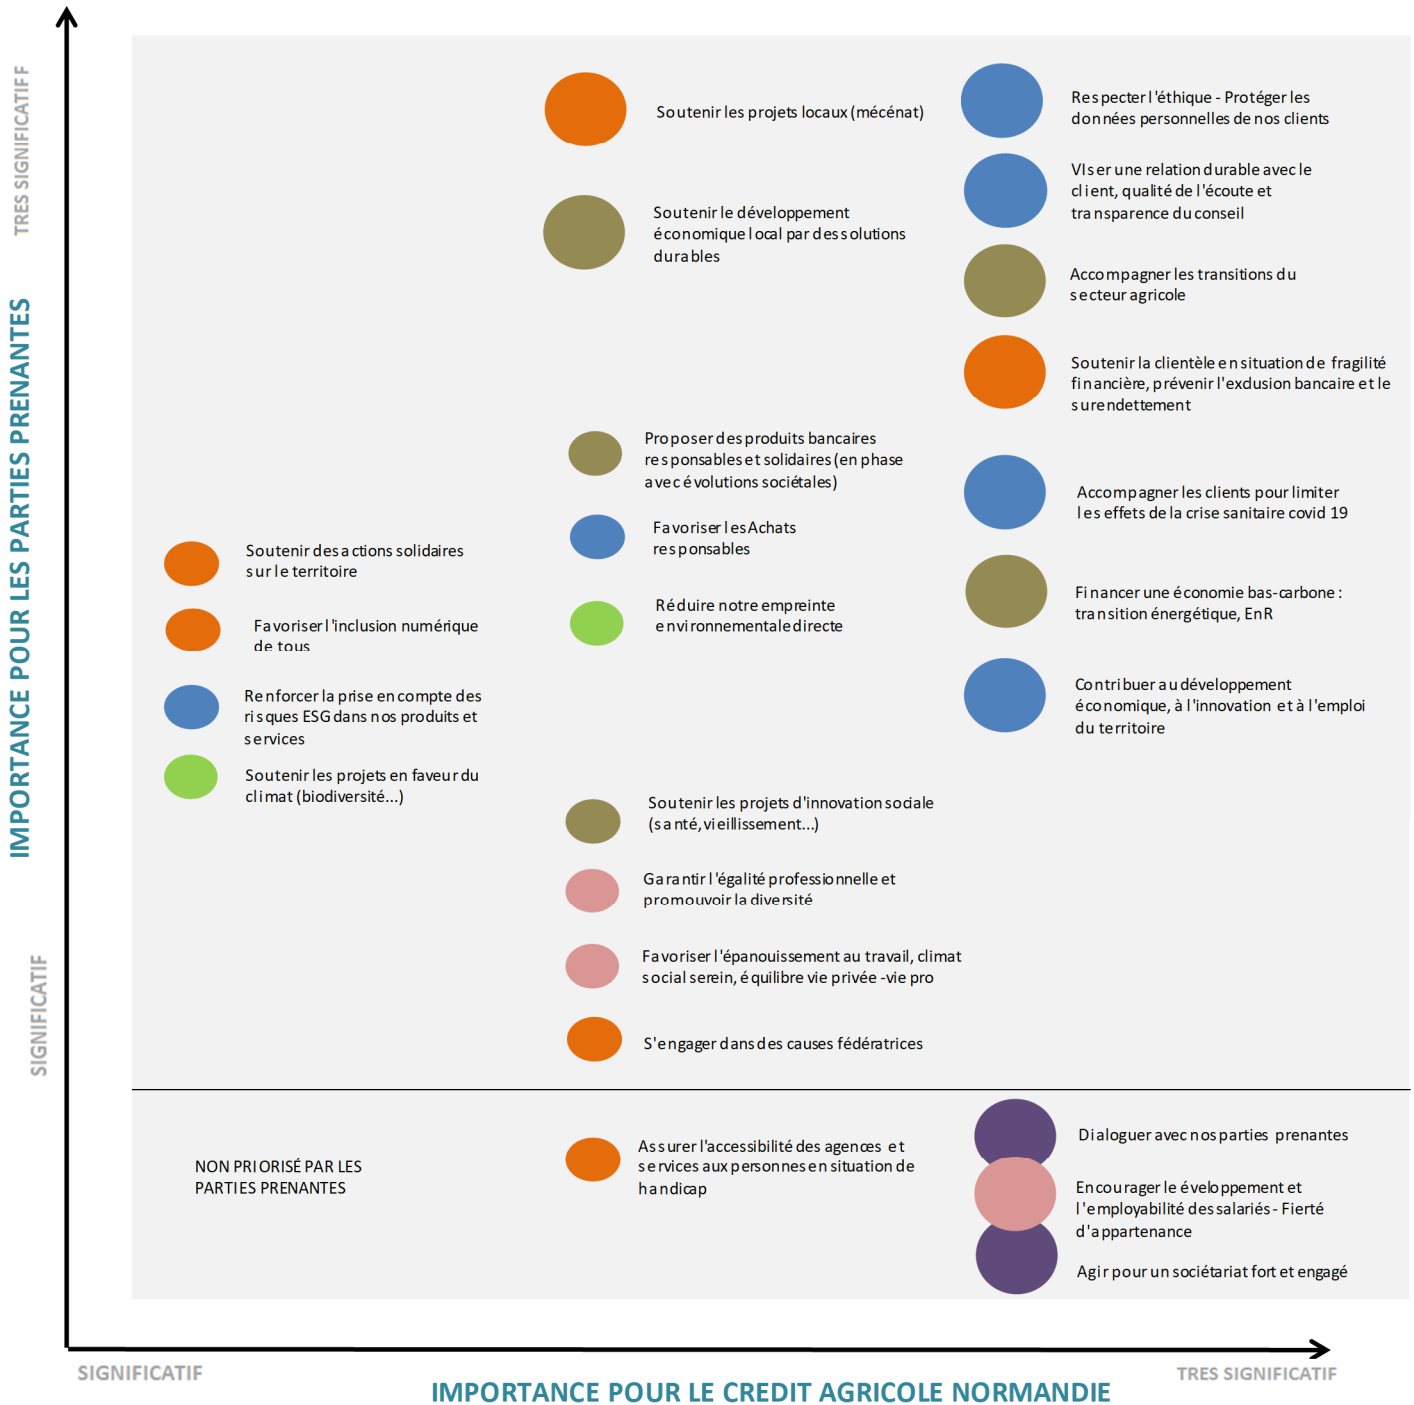 TRES SIGNIFICATIF F
IMPORTANCE POUR LES PARTIES PRENANTES
SIGNIFICATIF
Soutenir les projets locaux (mécénat)
Soutenir le développement
économique local par des solutions
durables
Respecter l'éthique - Protéger les
données personnelles de nos clients
VIser une relation durable avec le
client, qualité de l'écoute et
transparence du conseil
Accompagner les transitions du
secteur agricole
Soutenir la clientèle en situation de fragilité
financière, prévenir l'exclusion bancaire et le
surendettement
Proposer des produits bancaires
responsables et solidaires (en phase
avec évolutions sociétales)
Favoriser les Achats
responsables
Réduire notre empreinte
environnementale directe
Accompagner les clients pour limiter
les effets de la crise sanitaire covid 19
Financer une économie bas-carbone :
transition énergétique, EnR
Contribuer au développement
économique, à l'innovation et à l'emploi
du territoire
Soutenir des actions solidaires
sur le territoire
Favoriser l'inclusion numérique
de tous
Renforcer la prise en compte des
risques ESG dans nos produits et
services
Soutenir les projets en faveur du
climat (biodiversité...)
Soutenir les projets d'innovation sociale
(santé, vieillissement...)
Garantir l'égalité professionnelle et
promouvoir la diversité
Favoriser l'épanouissement au travail, climat
social serein, équilibre vie privée -vie pro
S'engager dans des causes fédératrices
NON PRIORISÉ PAR LES
PARTIES PRENANTES
Assurer l'accessibilité des agences et
services aux personnes en situation de
handicap
Dialoguer avec nos parties prenantes
Encourager le éveloppement et
l'employabilité des salariés - Fierté
d'appartenance
Agir pour un sociétariat fort et engagé
SIGNIFICATIF
TRES SIGNIFICATIF
IMPORTANCE POUR LE CREDIT AGRICOLE NORMANDIE